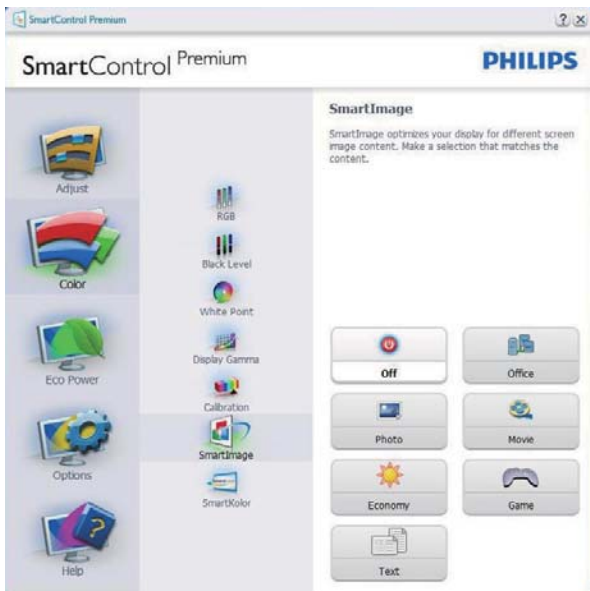 SmartControl Premium
SmartControl Premium
PHILIPS
Adjust
Color
Eco Power
Options
Help
RGB
Black Level
White Point
Display Gamma
Calibration
SmartImage
SmartKolor
SmartImage
SmartImage optimizes your display for different screen
image content. Make a selection that matches the
content.
Off
Office
Photo
Movie
Economy
Game
Text